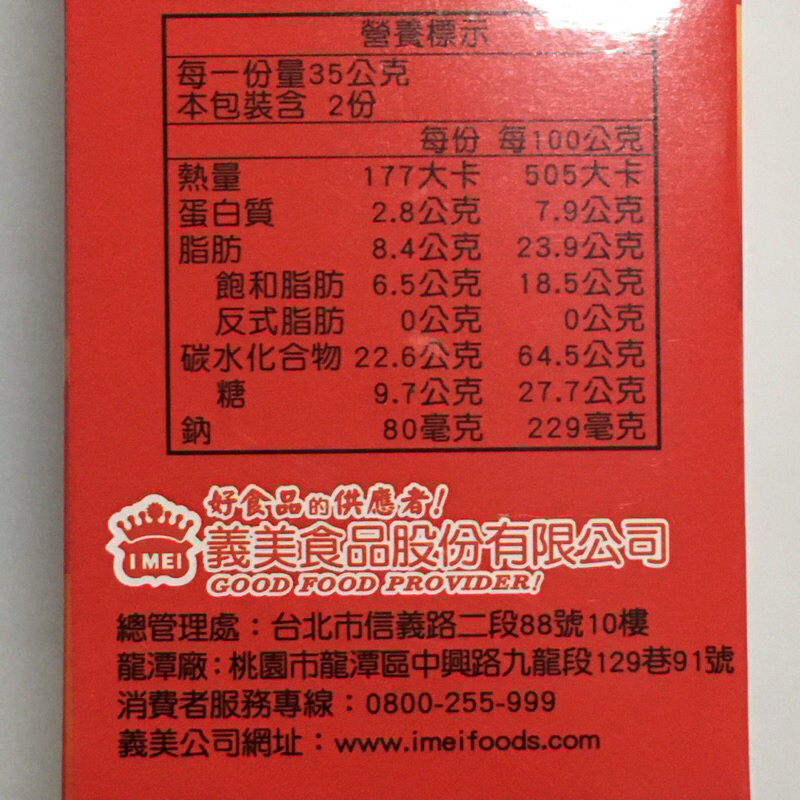 營養標示
每一份量35公克
本包裝含 2份
每份 每100公克
熱量 177大卡 505大卡
蛋白質 2.8公克 7.9公克
脂肪 8.4公克 23.9公克
飽和脂肪 6.5公克 18.5公克
反式脂肪 0公克 0公克
碳水化合物 22.6公克 64.5公克
糖 9.7公克 27.7公克
鈉 80毫克 229毫克
好食品的供應者!
I MEI 義美食品股份有限公司
GOOD FOOD PROVIDER!
總管理處：台北市信義路二段88號10樓
龍潭廠：桃園市龍潭區中興路九龍段129巷91號
消費者服務專線：0800-255-999
義美公司網址：www.imeifoods.com